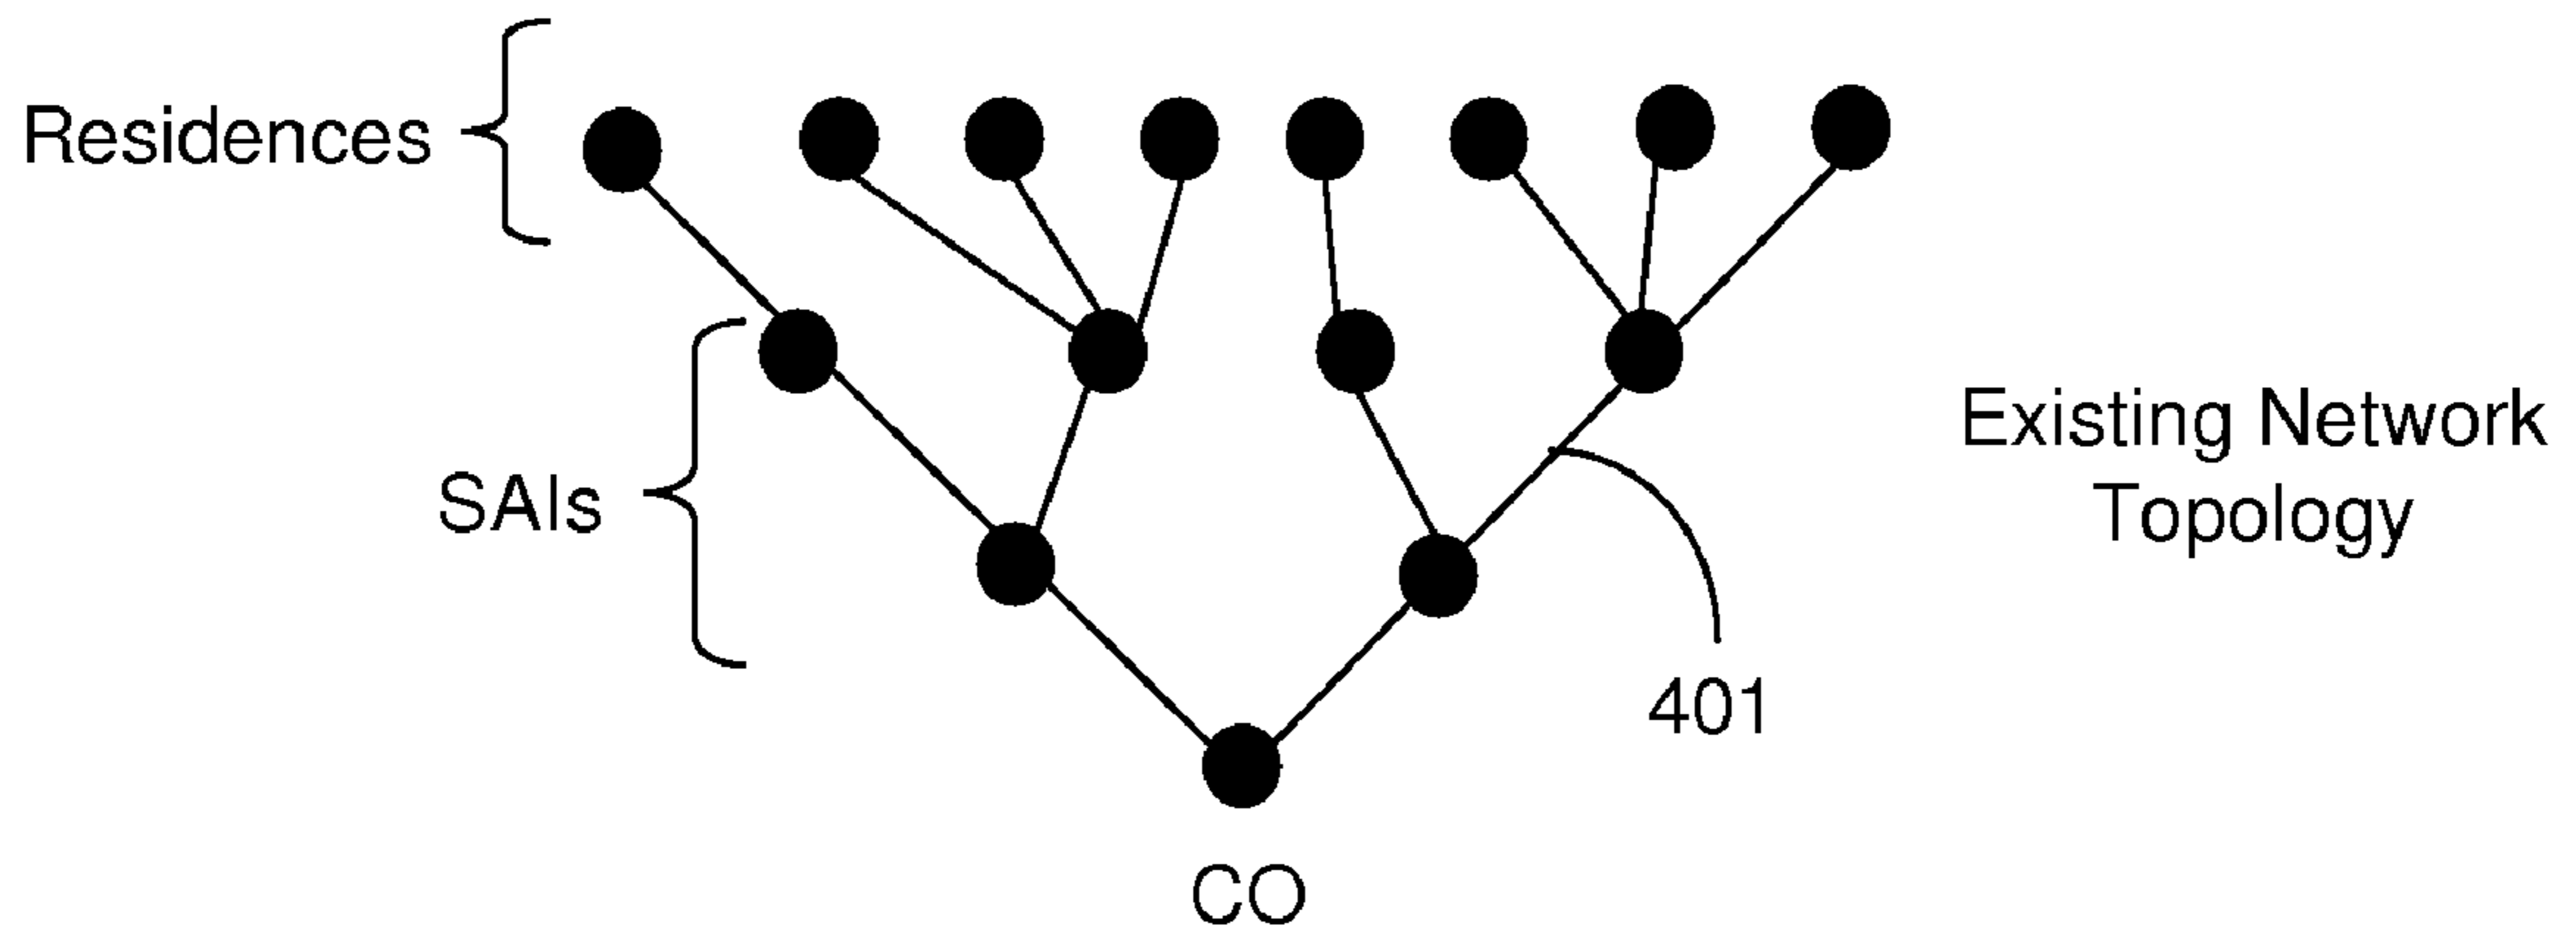 Residences
SAIs
Existing Network
Topology
401
CO